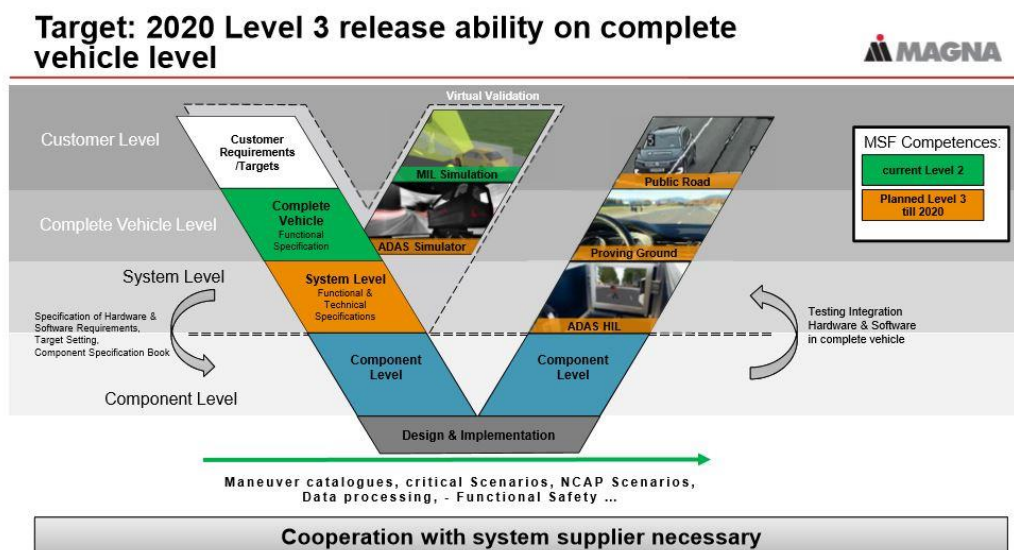 Target: 2020 Level 3 release ability on complete
vehicle level
MAGNA
Virtual Validation
Customer Level
Customer
Requirements
/Targets
MIL Simulation
Public Road
MSF Competences:
current Level 2
Planned Level 3
till 2020
Complete Vehicle Level
Complete
Vehicle
Functional
Specification
ADAS Simulator
Proving Ground
System Level
System Level
Functional &
Technical
Specifications
ADAS HIL
Specification of Hardware &
Software Requirements,
Target Setting,
Component Specification Book
Testing Integration
Hardware & Software
in complete vehicle
Component
Level
Component
Level
Component Level
Design & Implementation
Maneuver catalogues, critical Scenarios, NCAP Scenarios,
Data processing, - Functional Safety ...
Cooperation with system supplier necessary